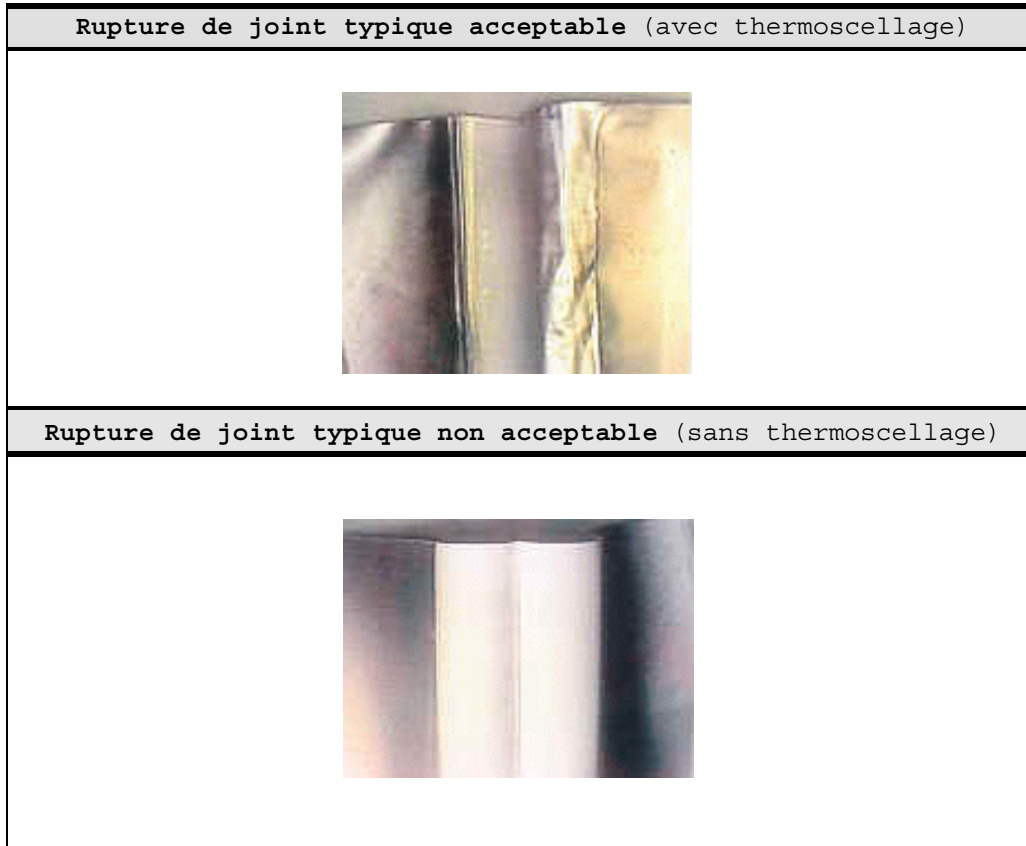 Rupture de joint typique acceptable (avec thermoscellage)
Rupture de joint typique non acceptable (sans thermoscellage)